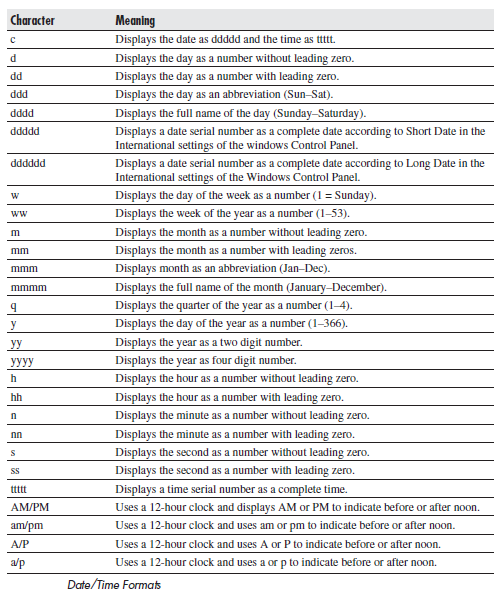 Character Meaning
c Displays the date as ddddd and the time as ttttt.
d Displays the day as a number without leading zero.
dd Displays the day as a number with leading zero.
ddd Displays the day as an abbreviation (Sun–Sat).
dddd Displays the full name of the day (Sunday–Saturday).
ddddd Displays a date serial number as a complete date according to Short Date in the
International settings of the windows Control Panel.
dddddd Displays a date serial number as a complete date according to Long Date in the
International settings of the Windows Control Panel.
w Displays the day of the week as a number (1 = Sunday).
ww Displays the week of the year as a number (1–53).
m Displays the month as a number without leading zero.
mm Displays the month as a number with leading zeros.
mmm Displays month as an abbreviation (Jan–Dec).
mmmm Displays the full name of the month (January–December).
q Displays the quarter of the year as a number (1–4).
y Displays the day of the year as a number (1–366).
yy Displays the year as a two digit number.
yyyy Displays the year as four digit number.
h Displays the hour as a number without leading zero.
hh Displays the hour as a number with leading zero.
n Displays the minute as a number without leading zero.
nn Displays the minute as a number with leading zero.
s Displays the second as a number without leading zero.
ss Displays the second as a number with leading zero.
ttttt Displays a time serial number as a complete time.
AM/PM Uses a 12-hour clock and displays AM or PM to indicate before or after noon.
am/pm Uses a 12-hour clock and uses am or pm to indicate before or after noon.
A/P Uses a 12-hour clock and uses A or P to indicate before or after noon.
a/p Uses a 12-hour clock and uses a or p to indicate before or after noon.
Date/Time Formats